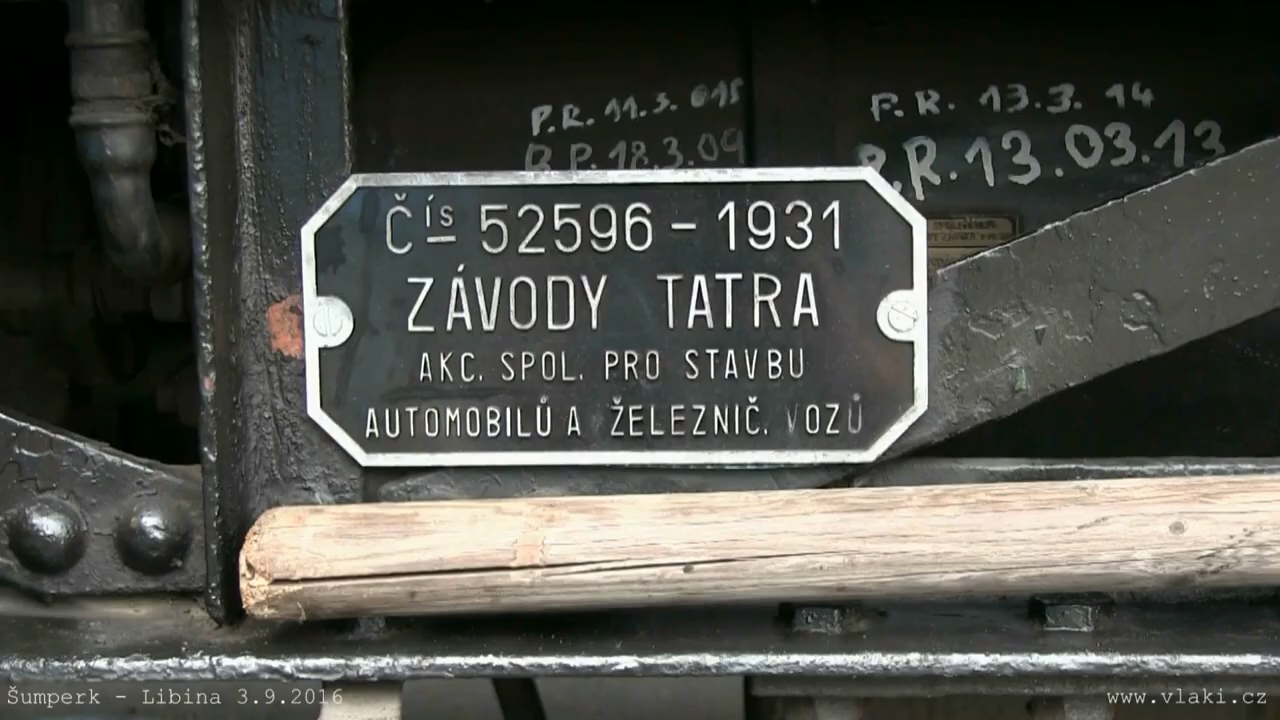 P.R. 11.3. 015
R.P. 18.3.09
P.R. 13.3. 14
P.R. 13.03.13
Čís 52596 - 1931
ZÁVODY TATRA
AKC. SPOL. PRO STAVBU
AUTOMOBILŮ A ŽELEZNIČ. VOZŮ
Šumperk - Libina 3.9.2016
www.vlaki.cz